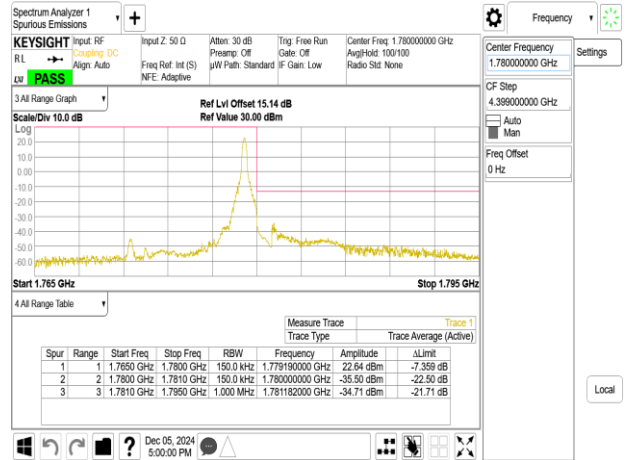 Spectrum Analyzer 1
Spurious Emissions
Frequency
KEYSIGHT
R L
LXI
PASS
Input: RF
Coupling: DC
Align: Auto
Input Z: 50 Ω
Freq Ref: Int (S)
NFE: Adaptive
Atten: 30 dB
Preamp: Off
µW Path: Standard
Trig: Free Run
Gate: Off
IF Gain: Low
Center Freq: 1.780000000 GHz
Avg|Hold: 100/100
Radio Std: None
Center Frequency
1.780000000 GHz
Settings
CF Step
4.399000000 GHz
Auto
Man
Freq Offset
0 Hz
Local
3 All Range Graph
Scale/Div 10.0 dB
Ref Lvl Offset 15.14 dB
Ref Value 30.00 dBm
Log
20.0
10.0
0.00
-10.0
-20.0
-30.0
-40.0
-50.0
-60.0
Start 1.765 GHz
Stop 1.795 GHz
4 All Range Table
Measure Trace Trace 1
Trace Type Trace Average (Active)
Spur Range Start Freq Stop Freq RBW Frequency Amplitude ΔLimit
1 1 1.7650 GHz 1.7800 GHz 150.0 kHz 1.779190000 GHz 22.64 dBm -7.359 dB
2 2 1.7800 GHz 1.7810 GHz 150.0 kHz 1.780000000 GHz -35.50 dBm -22.50 dB
3 3 1.7810 GHz 1.7950 GHz 1.000 MHz 1.781182000 GHz -34.71 dBm -21.71 dB
?
Dec 05, 2024
5:00:00 PM